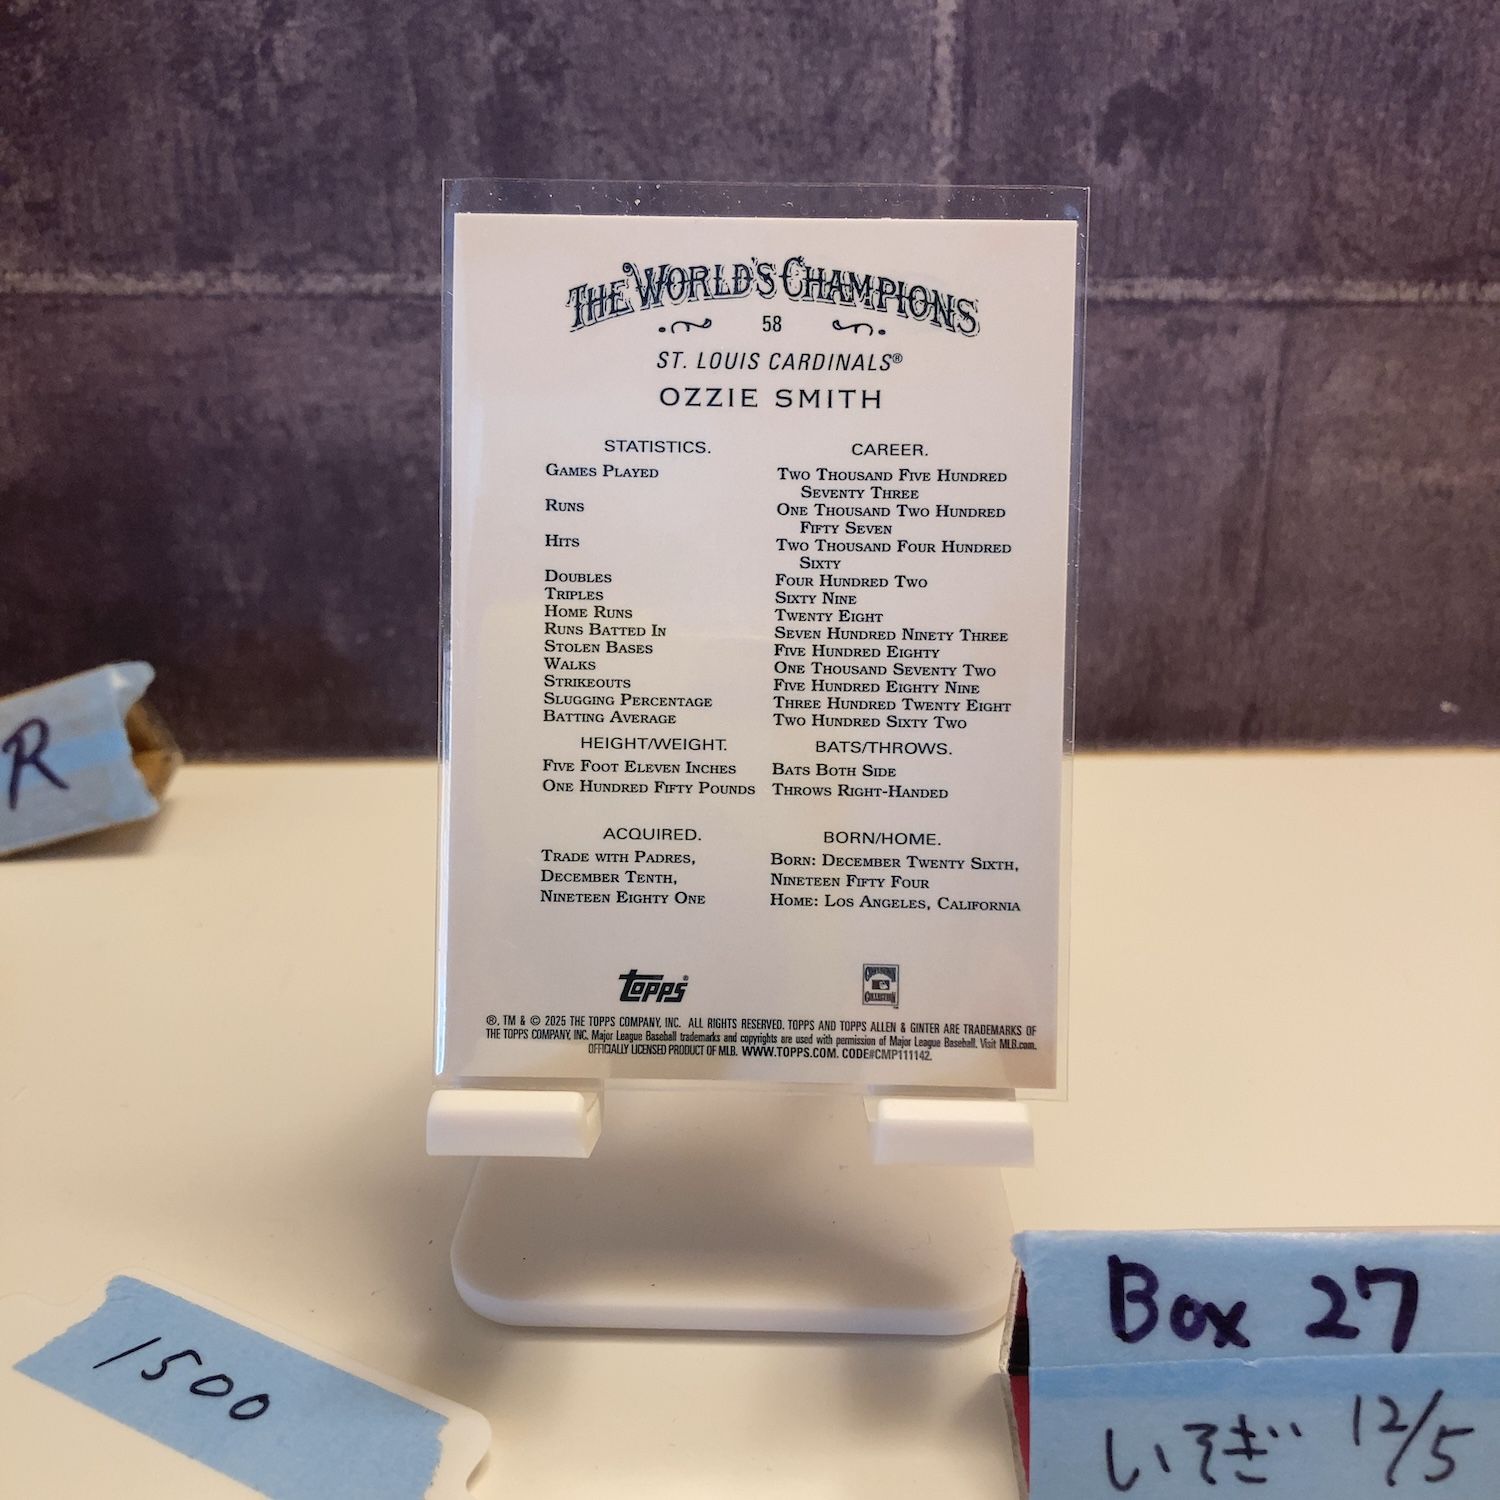 THE WORLD'S CHAMPIONS
58
ST. LOUIS CARDINALS®
OZZIE SMITH
STATISTICS. CAREER.
GAMES PLAYED TWO THOUSAND FIVE HUNDRED
SEVENTY THREE
RUNS ONE THOUSAND TWO HUNDRED
FIFTY SEVEN
HITS TWO THOUSAND FOUR HUNDRED
SIXTY
DOUBLES FOUR HUNDRED TWO
TRIPLES SIXTY NINE
HOME RUNS TWENTY EIGHT
RUNS BATTED IN SEVEN HUNDRED NINETY THREE
STOLEN BASES FIVE HUNDRED EIGHTY
WALKS ONE THOUSAND SEVENTY TWO
STRIKEOUTS FIVE HUNDRED EIGHTY NINE
SLUGGING PERCENTAGE THREE HUNDRED TWENTY EIGHT
BATTING AVERAGE TWO HUNDRED SIXTY TWO
HEIGHT/WEIGHT. BATS/THROWS.
FIVE FOOT ELEVEN INCHES BATS BOTH SIDE
ONE HUNDRED FIFTY POUNDS THROWS RIGHT-HANDED
ACQUIRED. BORN/HOME.
TRADE WITH PADRES, BORN: DECEMBER TWENTY SIXTH,
DECEMBER TENTH, NINETEEN FIFTY FOUR
NINETEEN EIGHTY ONE HOME: LOS ANGELES, CALIFORNIA
topps® COOPERSTOWN COLLECTION
®, TM & © 2025 THE TOPPS COMPANY, INC. ALL RIGHTS RESERVED. TOPPS AND TOPPS ALLEN & GINTER ARE TRADEMARKS OF
THE TOPPS COMPANY, INC. Major League Baseball trademarks and copyrights are used with permission of Major League Baseball. Visit MLB.com.
OFFICIALLY LICENSED PRODUCT OF MLB. WWW.TOPPS.COM. CODE#CMP111142.
R
1500
Box 27
いそぎ 12/5